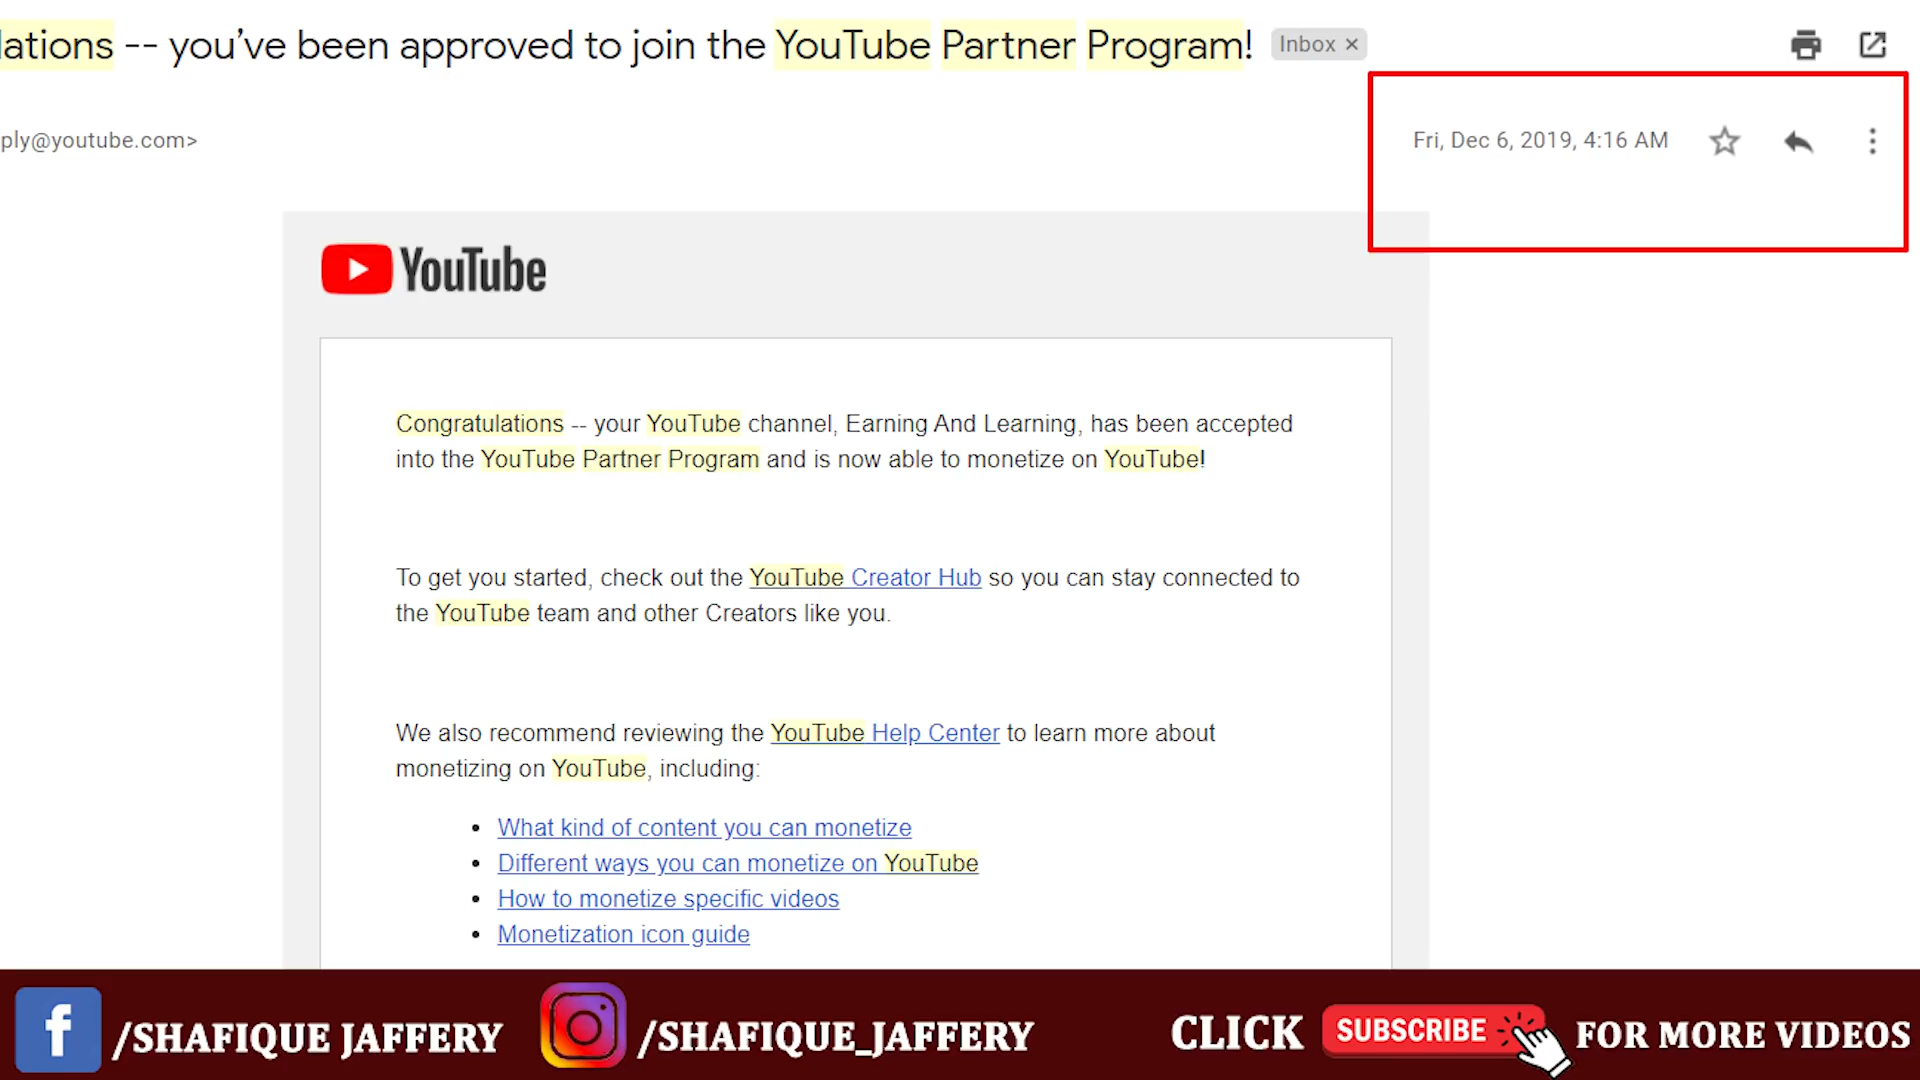 lations -- you’ve been approved to join the YouTube Partner Program! Inbox ×
ply@youtube.com>
Fri, Dec 6, 2019, 4:16 AM
YouTube
Congratulations -- your YouTube channel, Earning And Learning, has been accepted
into the YouTube Partner Program and is now able to monetize on YouTube!
To get you started, check out the YouTube Creator Hub so you can stay connected to
the YouTube team and other Creators like you.
We also recommend reviewing the YouTube Help Center to learn more about
monetizing on YouTube, including:
• What kind of content you can monetize
• Different ways you can monetize on YouTube
• How to monetize specific videos
• Monetization icon guide
f /SHAFIQUE JAFFERY /SHAFIQUE_JAFFERY CLICK SUBSCRIBE FOR MORE VIDEOS